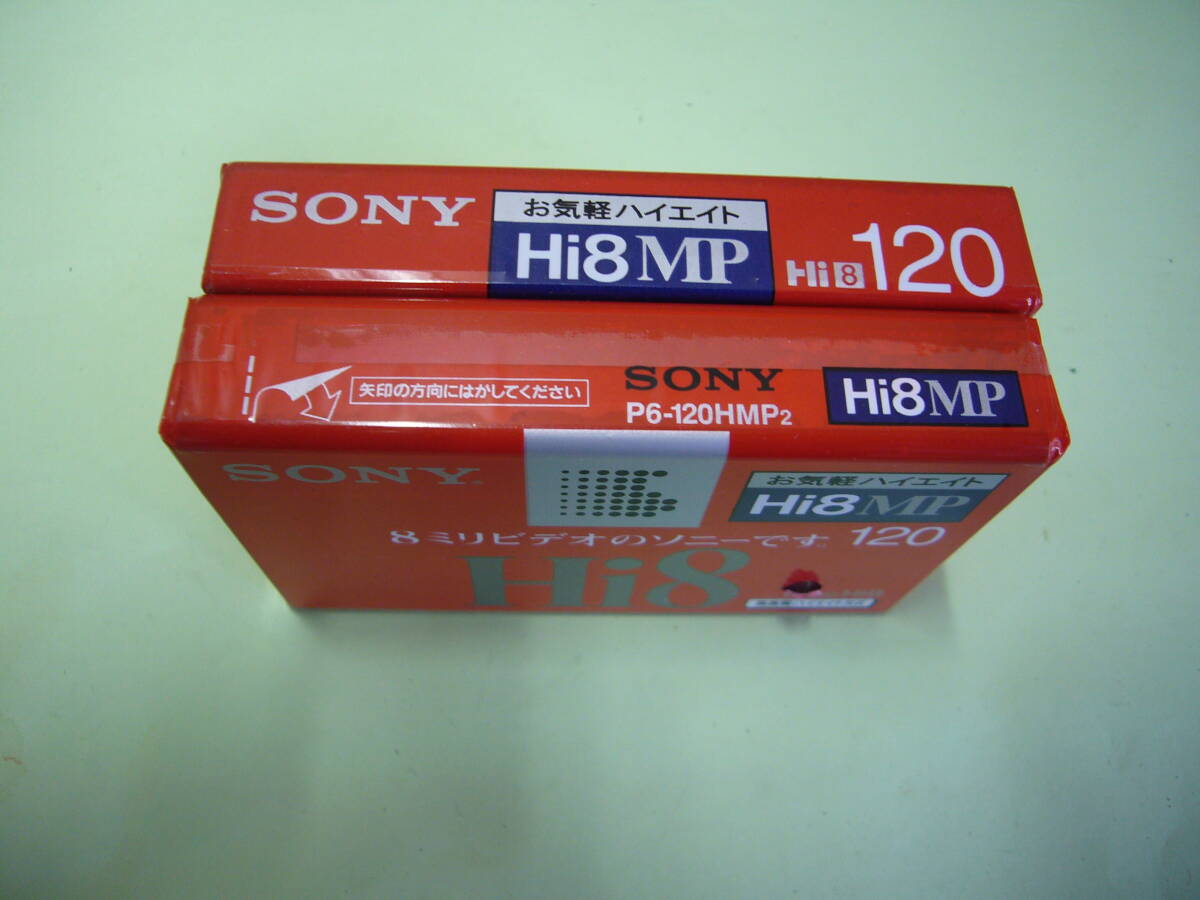 SONY
お気軽ハイエイト
Hi8MP
Hi8 120
矢印の方向にはがしてください
SONY
P6-120HMP2
Hi8MP
SONY
お気軽ハイエイト
Hi8MP
120
8ミリビデオのソニーです。
Hi8